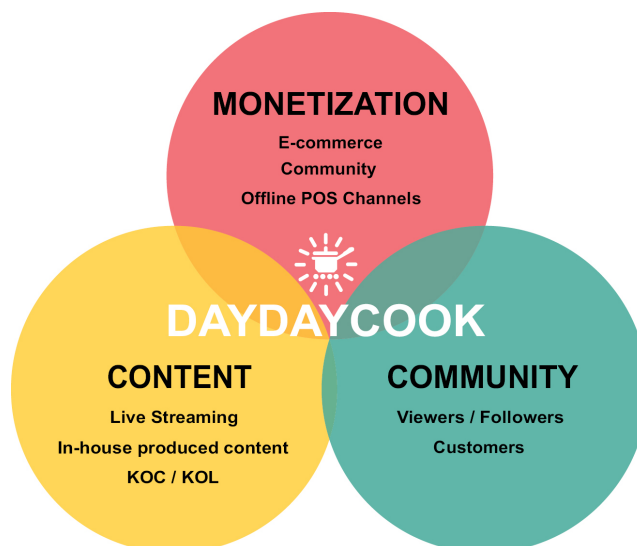 MONETIZATION
E-commerce
Community
Offline POS Channels
DAYDAYCOOK
CONTENT
Live Streaming
In-house produced content
KOC / KOL
COMMUNITY
Viewers / Followers
Customers